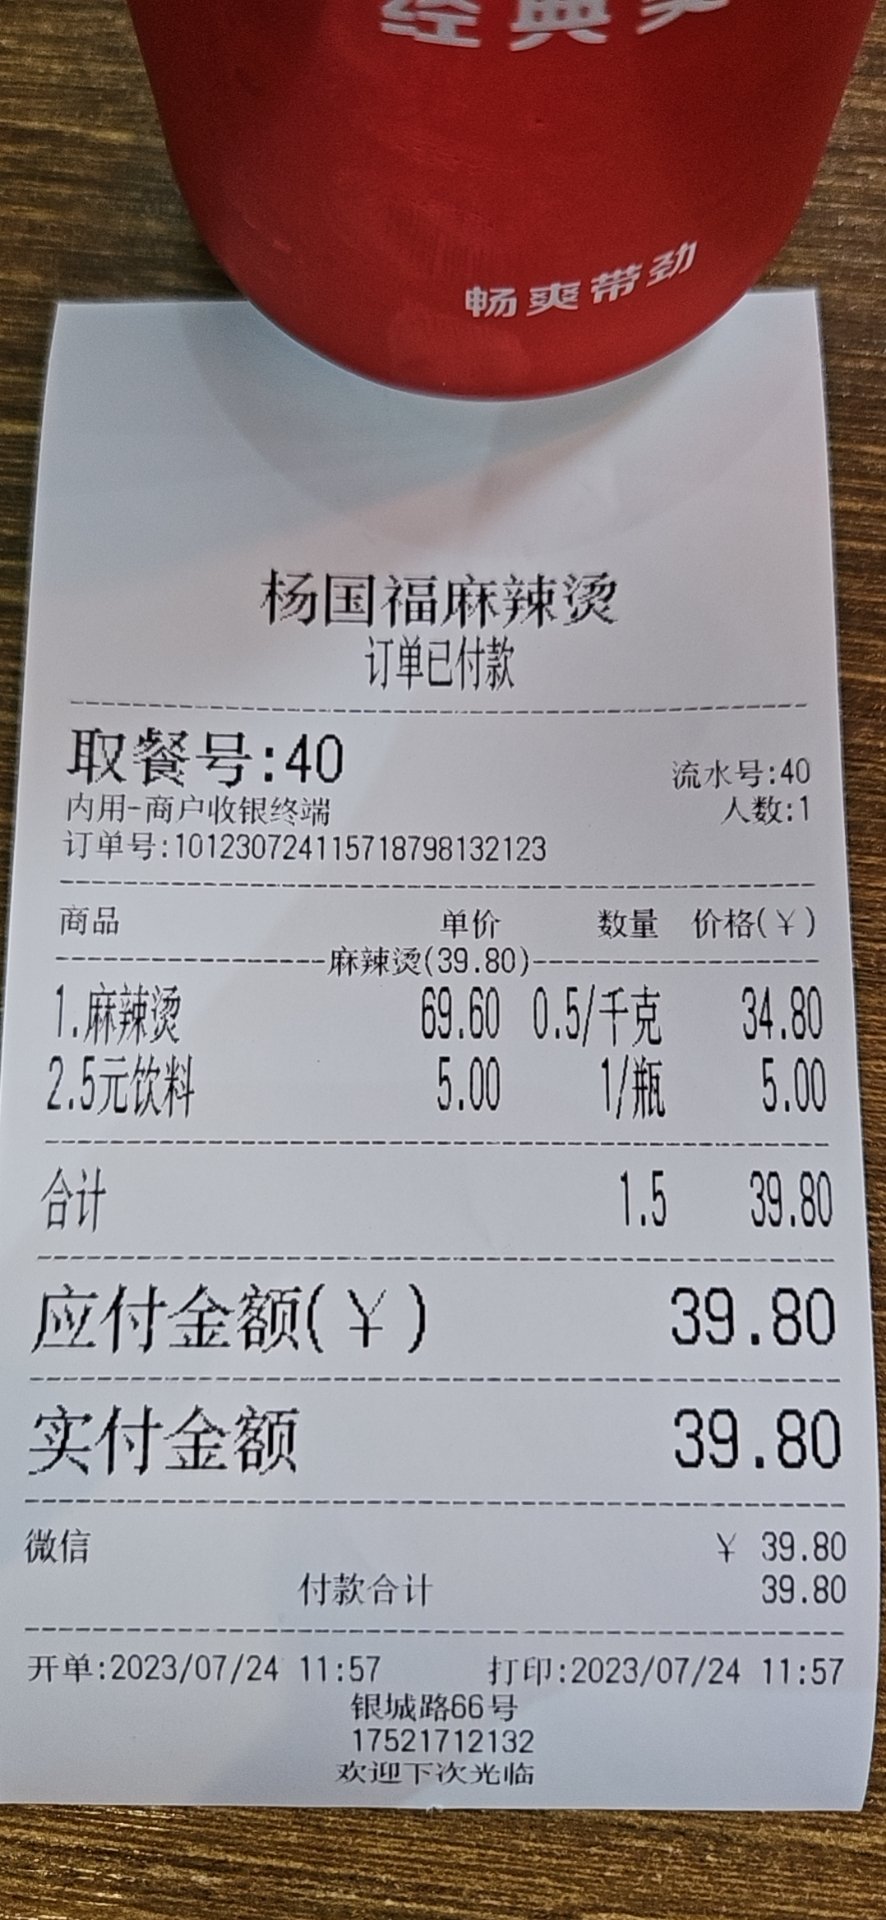 经典
畅爽带劲
杨国福麻辣烫
订单已付款
取餐号:40
流水号:40
内用-商户收银终端
人数:1
订单号:101230724115718798132123
商品 单价 数量 价格(¥)
麻辣烫(39.80)
1.麻辣烫 69.60 0.5/千克 34.80
2.5元饮料 5.00 1/瓶 5.00
合计 1.5 39.80
应付金额(¥) 39.80
实付金额 39.80
微信 ¥ 39.80
付款合计 39.80
开单:2023/07/24 11:57 打印:2023/07/24 11:57
银城路66号
17521712132
欢迎下次光临